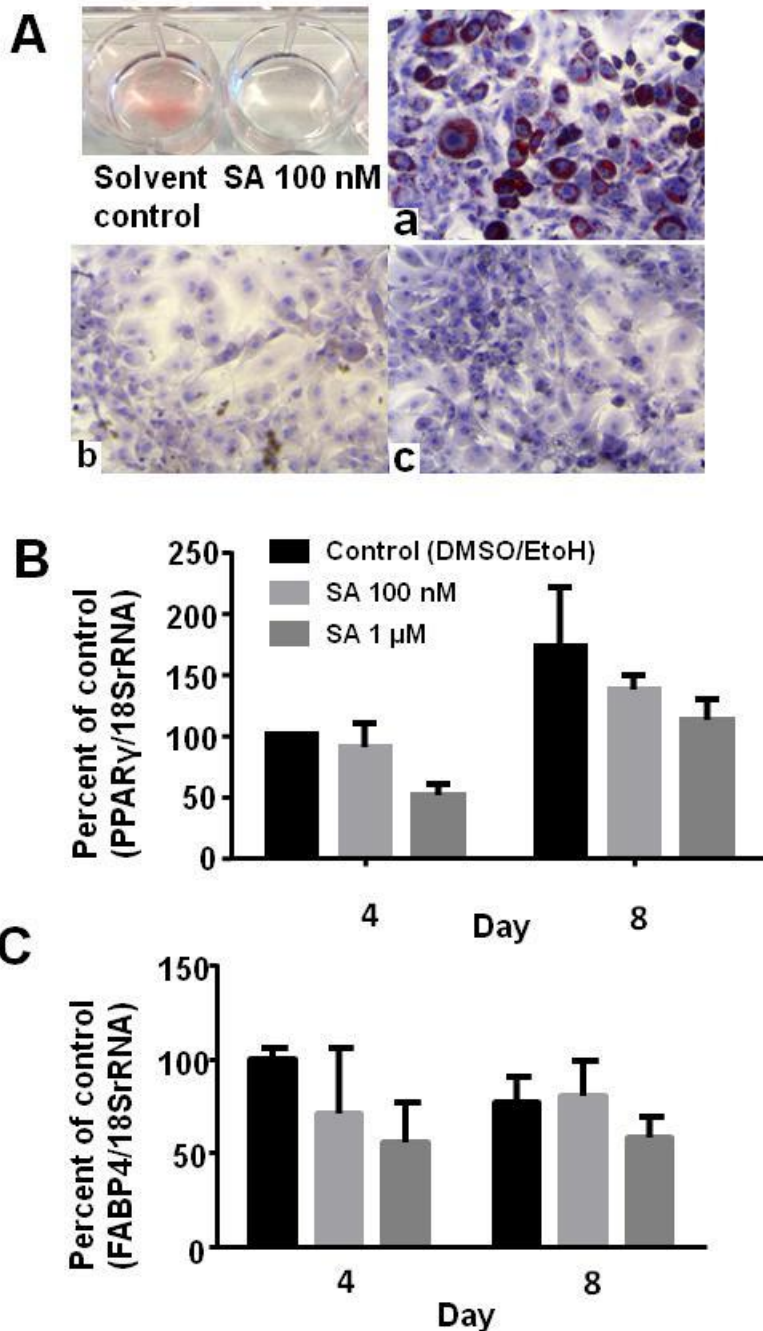 A
Solvent SA 100 nM
control
a
b
c
B
Percent of control
(PPARγ/18SrRNA)
250
200
150
100
50
0
Control (DMSO/EtoH)
SA 100 nM
SA 1 µM
4
8
Day
C
Percent of control
(FABP4/18SrRNA)
150
100
50
0
4
8
Day